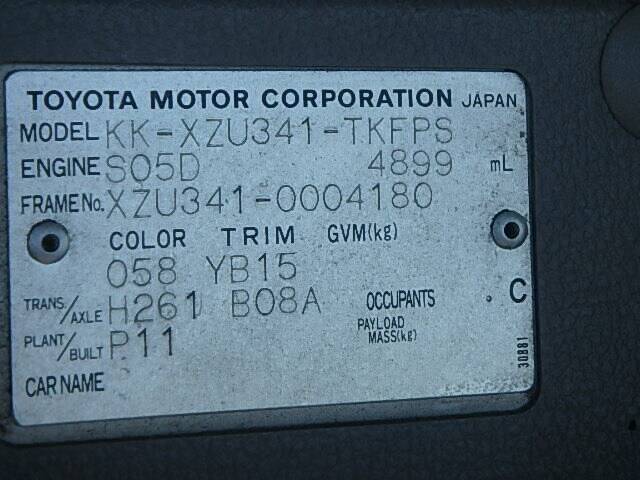 TOYOTA MOTOR CORPORATION JAPAN
MODEL KK-XZU341-TKFPS
ENGINE S05D 4899 mL
FRAME No. XZU341-0004180
COLOR TRIM GVM(kg)
058 YB15
TRANS/AXLE H261 B08A OCCUPANTS . C
PAYLOAD MASS(kg)
PLANT/BUILT P11
CAR NAME
30881